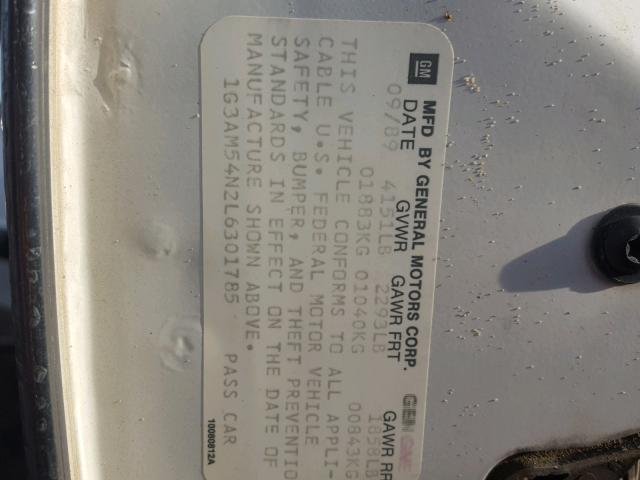 GM MFD BY GENERAL MOTORS CORP. GEN GME
DATE GVWR GAWR FRT GAWR RR
09/89 4151LB 2293LB 1858LB
01883KG 01040KG 00843KG
THIS VEHICLE CONFORMS TO ALL APPLI-
CABLE U.S. FEDERAL MOTOR VEHICLE
SAFETY, BUMPER, AND THEFT PREVENTIO
STANDARDS IN EFFECT ON THE DATE OF
MANUFACTURE SHOWN ABOVE.
1G3AM54N2L6301785 PASS CAR
10080812A